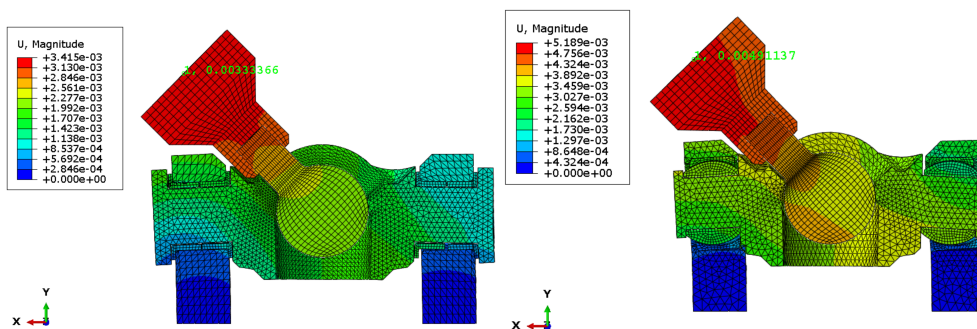 U, Magnitude
+3.415e-03
+3.130e-03
+2.846e-03
+2.561e-03
+2.277e-03
+1.992e-03
+1.707e-03
+1.423e-03
+1.138e-03
+8.537e-04
+5.692e-04
+2.846e-04
+0.000e+00
1, 0.00333366
Y
X
U, Magnitude
+5.189e-03
+4.756e-03
+4.324e-03
+3.892e-03
+3.459e-03
+3.027e-03
+2.594e-03
+2.162e-03
+1.730e-03
+1.297e-03
+8.648e-04
+4.324e-04
+0.000e+00
1, 0.00491137
Y
X